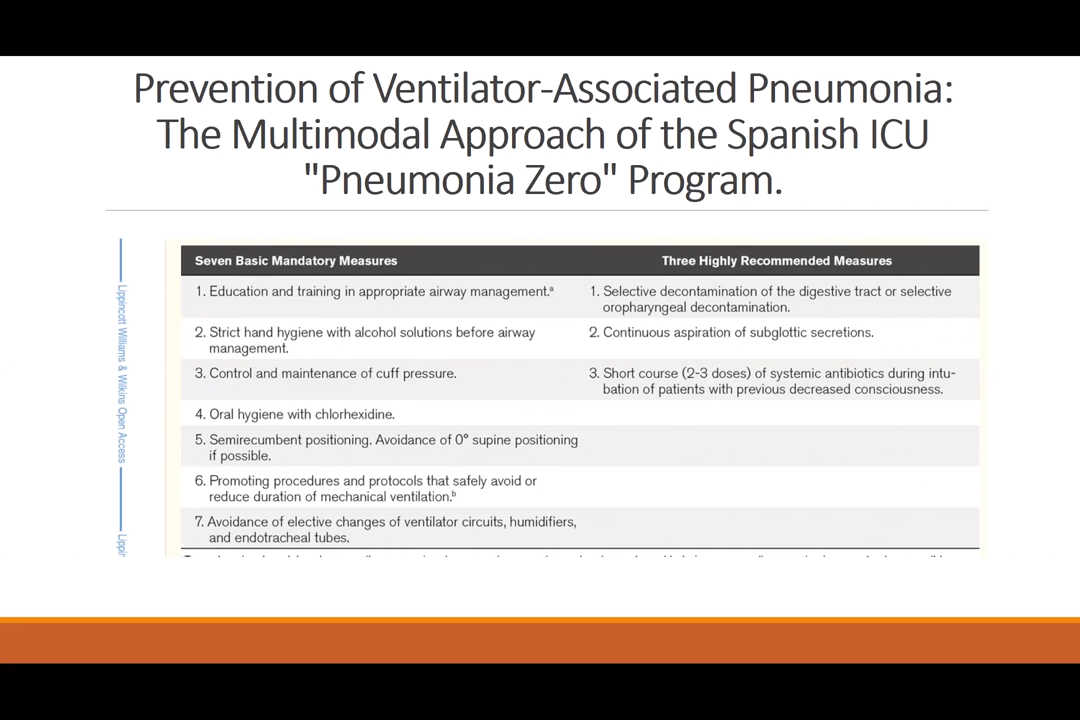 Prevention of Ventilator-Associated Pneumonia:
The Multimodal Approach of the Spanish ICU
"Pneumonia Zero" Program.
Lippincott Williams & Wilkins Open Access
Lippin
Seven Basic Mandatory Measures
Three Highly Recommended Measures
1. Education and training in appropriate airway management.ᵃ
1. Selective decontamination of the digestive tract or selective
oropharyngeal decontamination.
2. Strict hand hygiene with alcohol solutions before airway
management.
2. Continuous aspiration of subglottic secretions.
3. Control and maintenance of cuff pressure.
3. Short course (2-3 doses) of systemic antibiotics during intu-
bation of patients with previous decreased consciousness.
4. Oral hygiene with chlorhexidine.
5. Semirecumbent positioning. Avoidance of 0° supine positioning
if possible.
6. Promoting procedures and protocols that safely avoid or
reduce duration of mechanical ventilation.ᵇ
7. Avoidance of elective changes of ventilator circuits, humidifiers,
and endotracheal tubes.